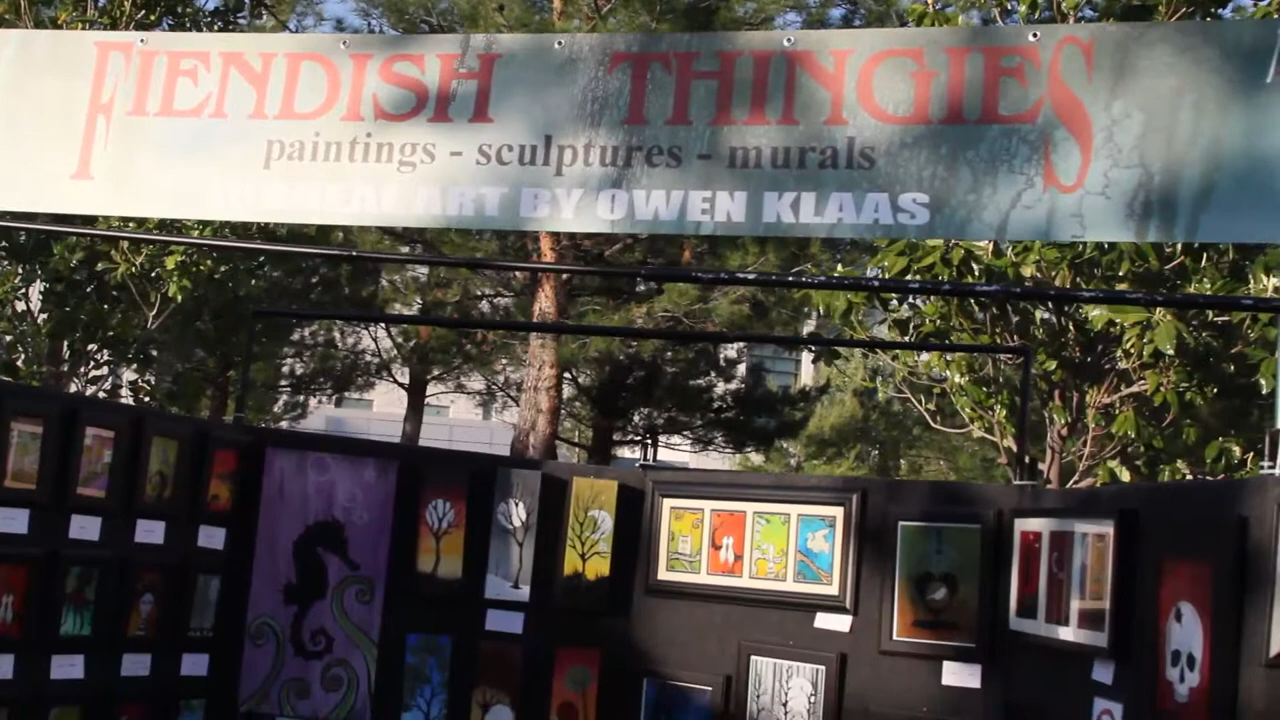 FIENDISH THINGIES
paintings - sculptures - murals
ART BY OWEN KLAAS